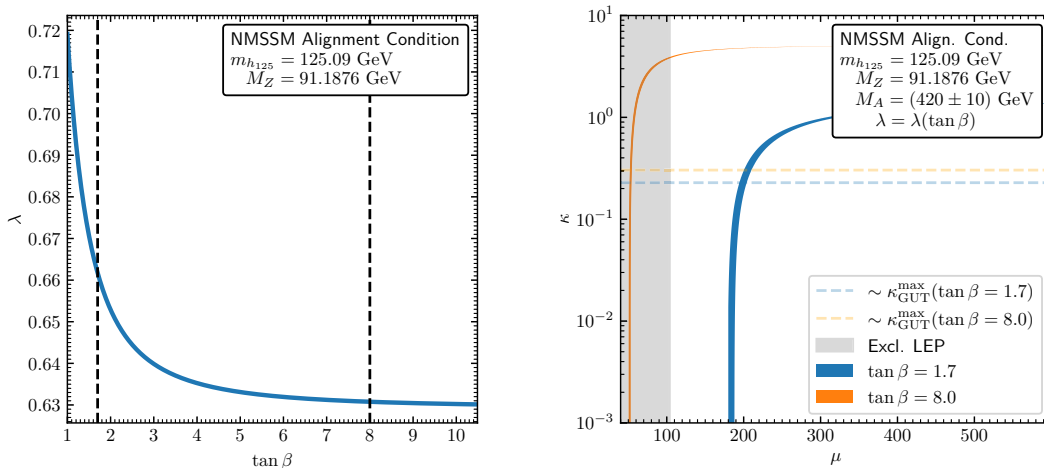 NMSSM Alignment Condition
m_{h_{125}} = 125.09 GeV
M_Z = 91.1876 GeV
0.72
0.71
0.70
0.69
0.68
0.67
0.66
0.65
0.64
0.63
λ
1 2 3 4 5 6 7 8 9 10
tan β
NMSSM Align. Cond.
m_{h_{125}} = 125.09 GeV
M_Z = 91.1876 GeV
M_A = (420 ± 10) GeV
λ = λ(tan β)
10^1
10^0
10^{-1}
10^{-2}
10^{-3}
κ
∼ κ_{GUT}^{max}(tan β = 1.7)
∼ κ_{GUT}^{max}(tan β = 8.0)
Excl. LEP
tan β = 1.7
tan β = 8.0
100 200 300 400 500
μ